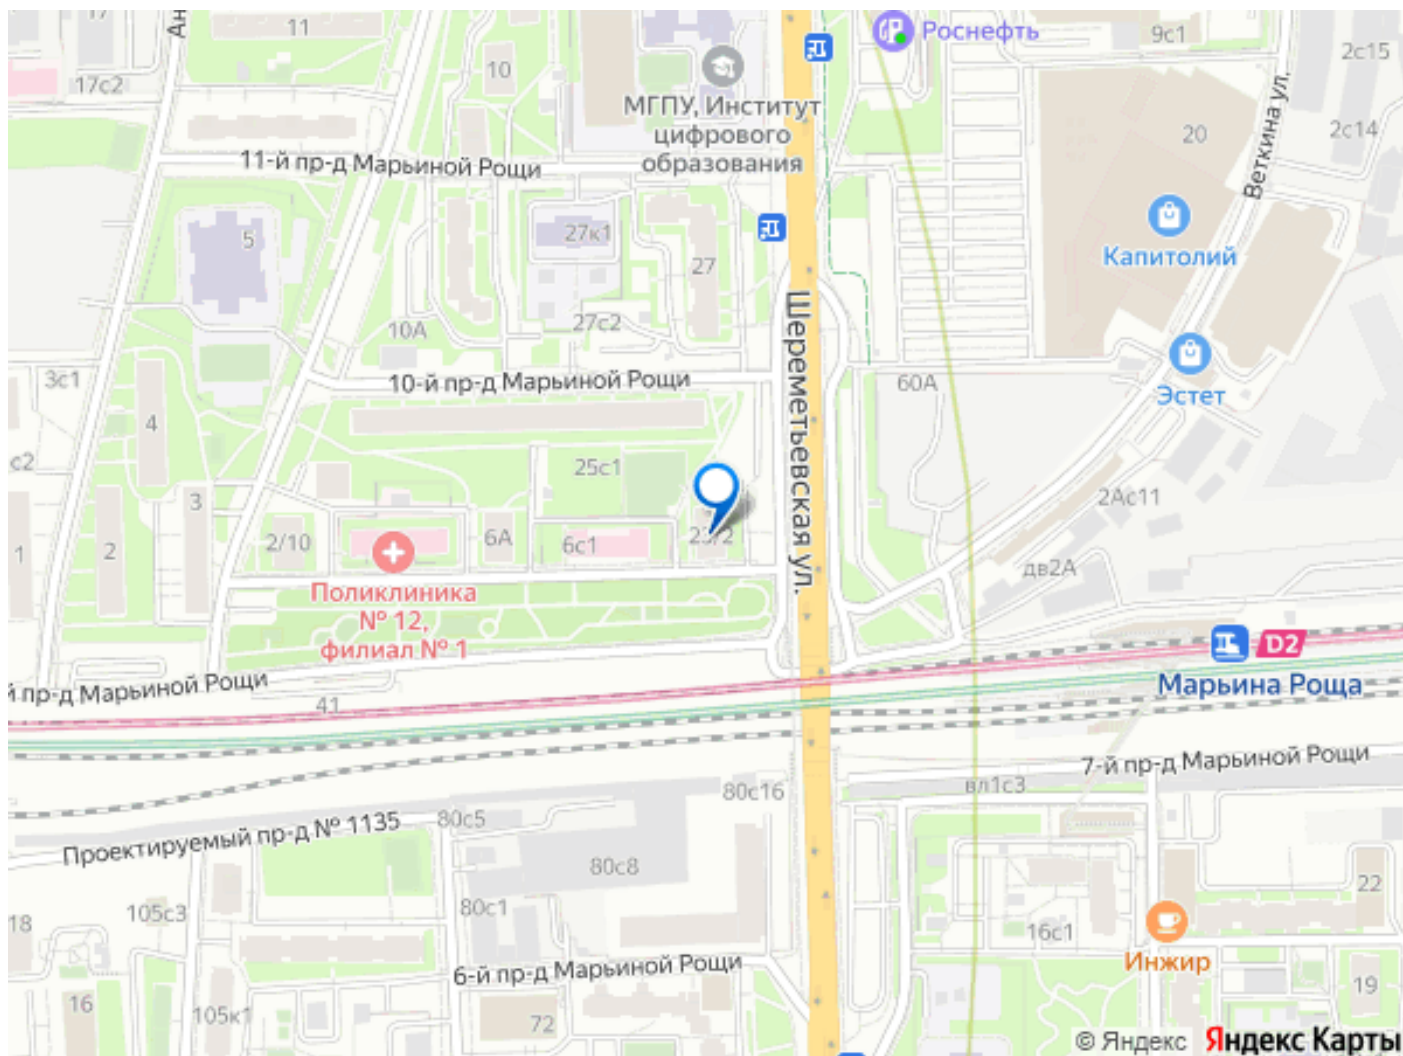 11
10
Роснефть
9с1
2с15
17с2
МГПУ, Институт
цифрового
образования
20
2с14
Веткина ул.
11-й пр-д Марьиной Рощи
5
27к1
27
Капитолий
27с2
10А
Шереметьевская ул.
3с1
10-й пр-д Марьиной Рощи
60А
Эстет
4
с2
25с1
3
2Ас11
1
2
2/10
6А
6с1
дв2А
Поликлиника
№ 12,
филиал № 1
D2
Марьина Роща
й пр-д Марьиной Рощи
41
7-й пр-д Марьиной Рощи
80с16
вл1с3
Проектируемый пр-д № 1135
80с5
80с8
22
105с3
80с1
18
16с1
Инжир
6-й пр-д Марьиной Рощи
16
105к1
72
19
© Яндекс Яндекс Карты